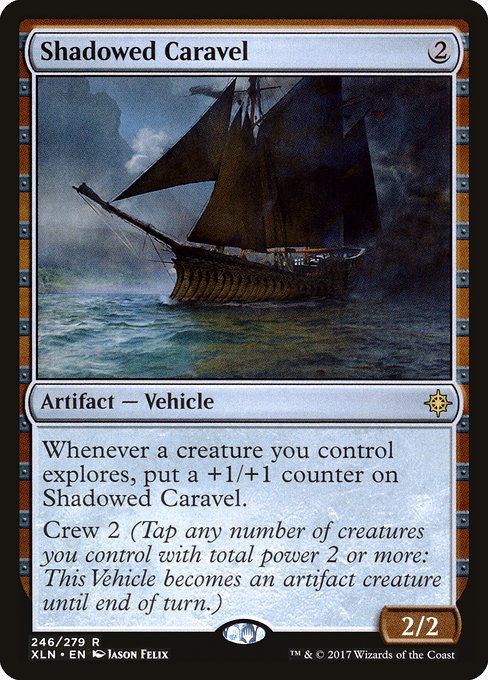 Shadowed Caravel 2
Artifact — Vehicle
Whenever a creature you control
explores, put a +1/+1 counter on
Shadowed Caravel.
Crew 2 (Tap any number of creatures
you control with total power 2 or more:
This Vehicle becomes an artifact creature
until end of turn.)
2/2
246/279 R
XLN • EN Jason Felix
™ & © 2017 Wizards of the Coast